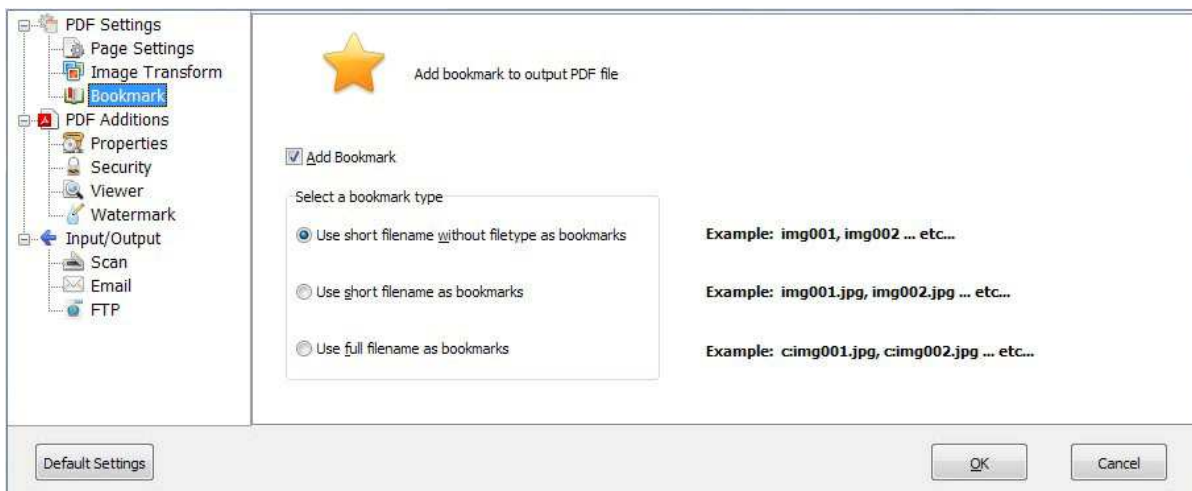 PDF Settings
Page Settings
Image Transform
Bookmark
PDF Additions
Properties
Security
Viewer
Watermark
Input/Output
Scan
Email
FTP
Add bookmark to output PDF file
Add Bookmark
Select a bookmark type
Use short filename without filetype as bookmarks Example: img001, img002 ... etc...
Use short filename as bookmarks Example: img001.jpg, img002.jpg ... etc...
Use full filename as bookmarks Example: c:img001.jpg, c:img002.jpg ... etc...
Default Settings OK Cancel